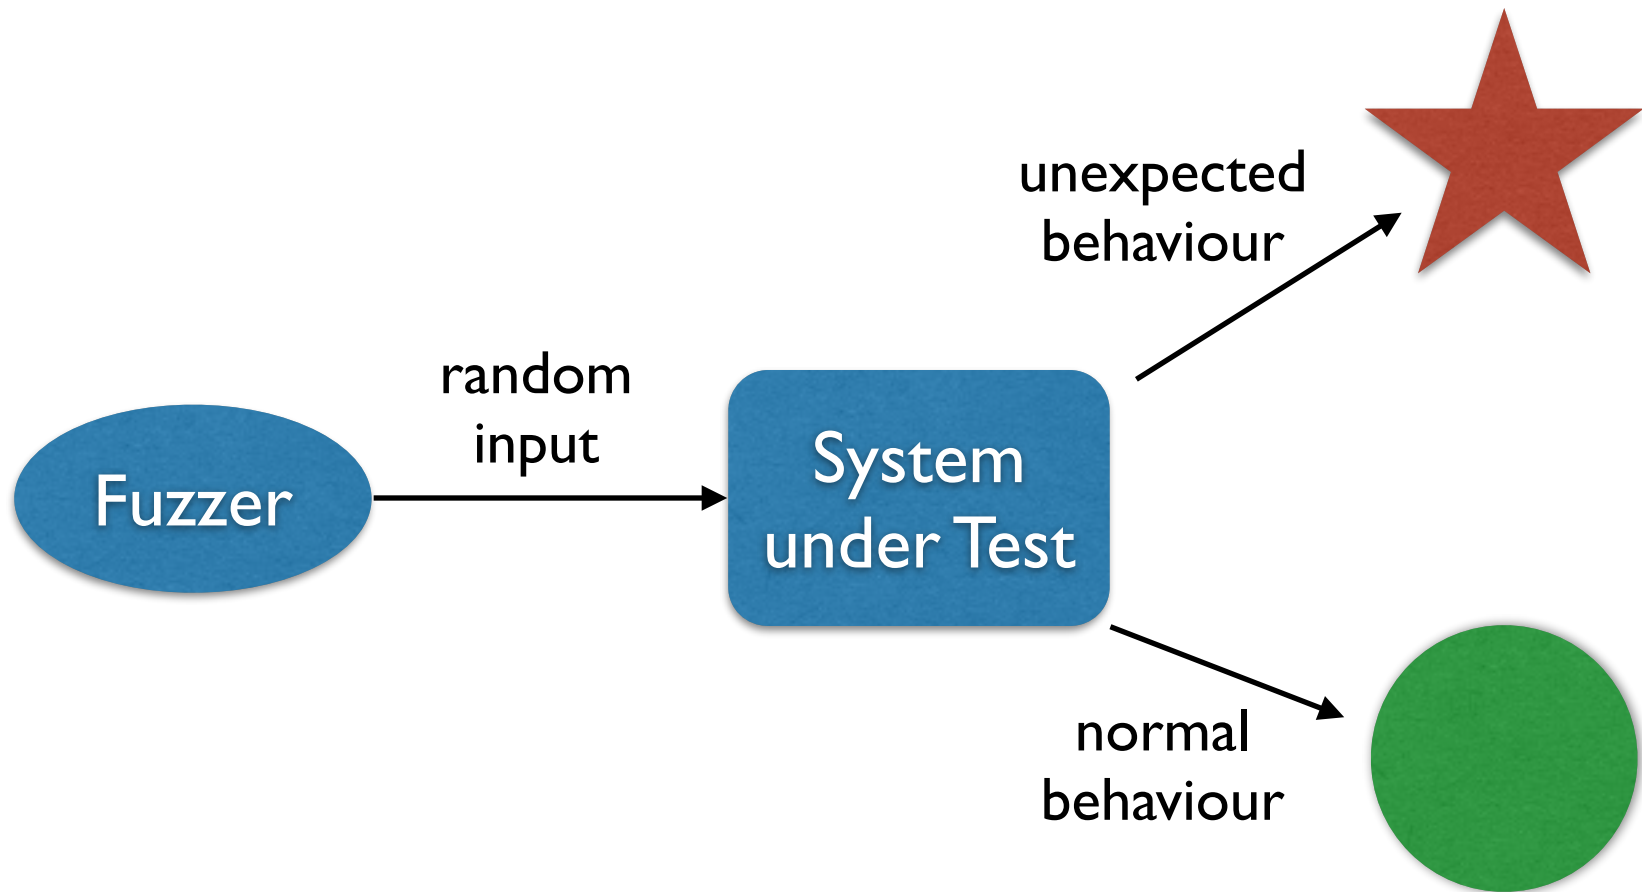 Fuzzer
random
input
System
under Test
unexpected
behaviour
normal
behaviour